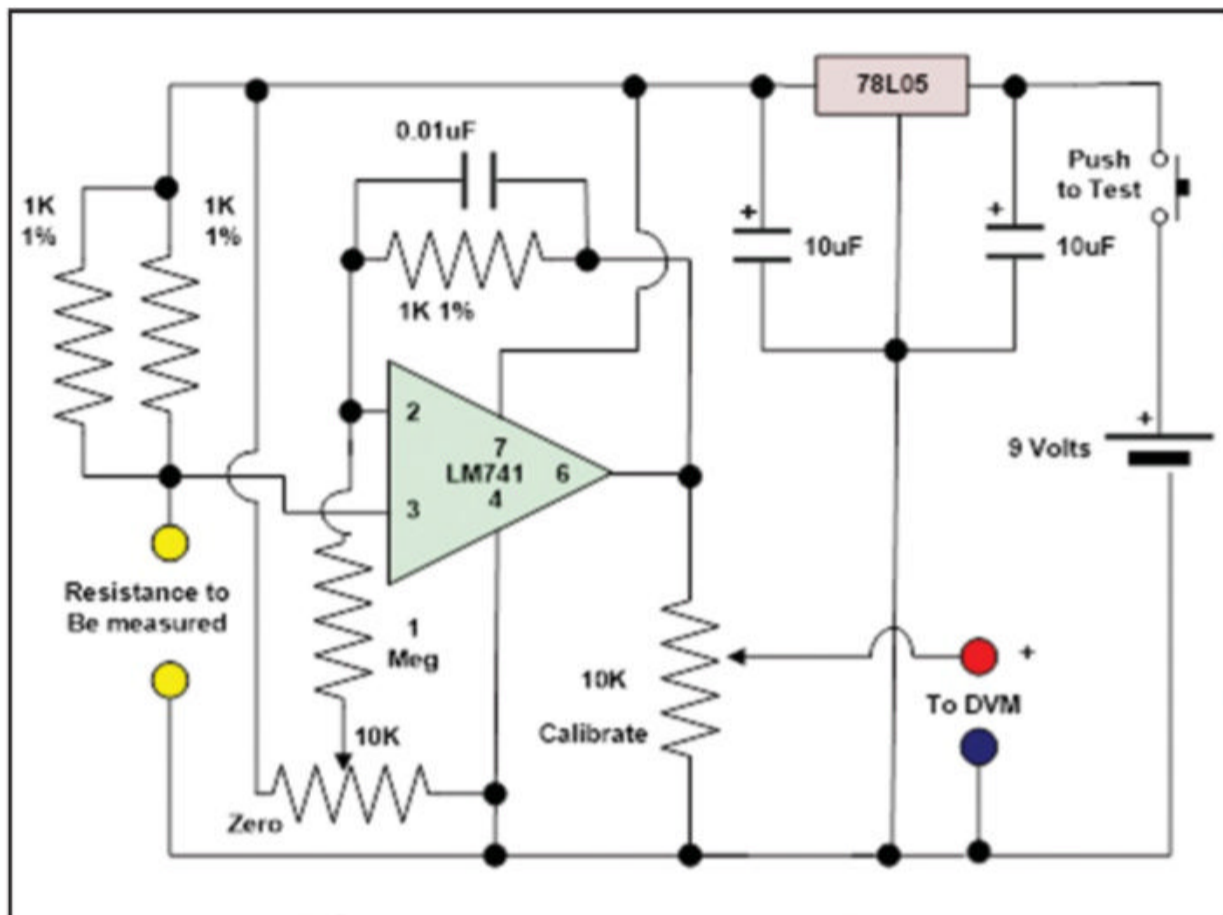 78L05
0.01uF
Push
to Test
1K
1%
1K
1%
+
10uF
+
10uF
1K 1%
+
9 Volts
2
7
LM741
6
4
3
Resistance to
Be measured
1
Meg
10K
+
10K
To DVM
Calibrate
Zero